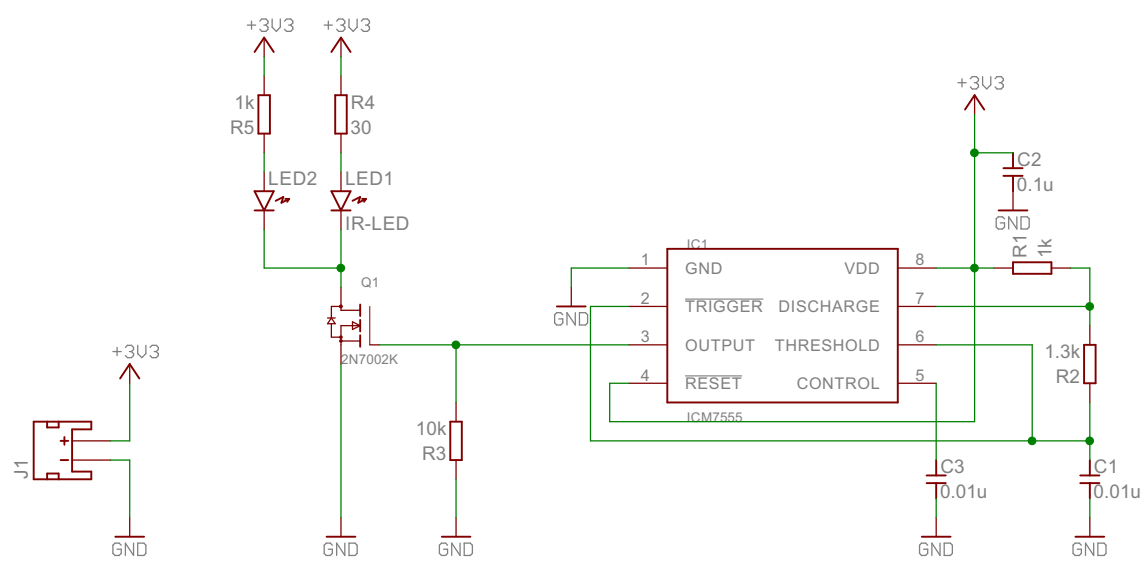 +3V3 +3V3
1k
R5
R4
30
LED2
LED1
IR-LED
Q1
2N7002K
+3V3
J1
+
-
GND
GND
10k
R3
GND
IC1
1 GND
2 TRIGGER
3 OUTPUT
4 RESET
VDD 8
DISCHARGE 7
THRESHOLD 6
CONTROL 5
ICM7555
GND
+3V3
C2
0.1u
GND
R1
1k
1.3k
R2
C3
0.01u
GND
C1
0.01u
GND